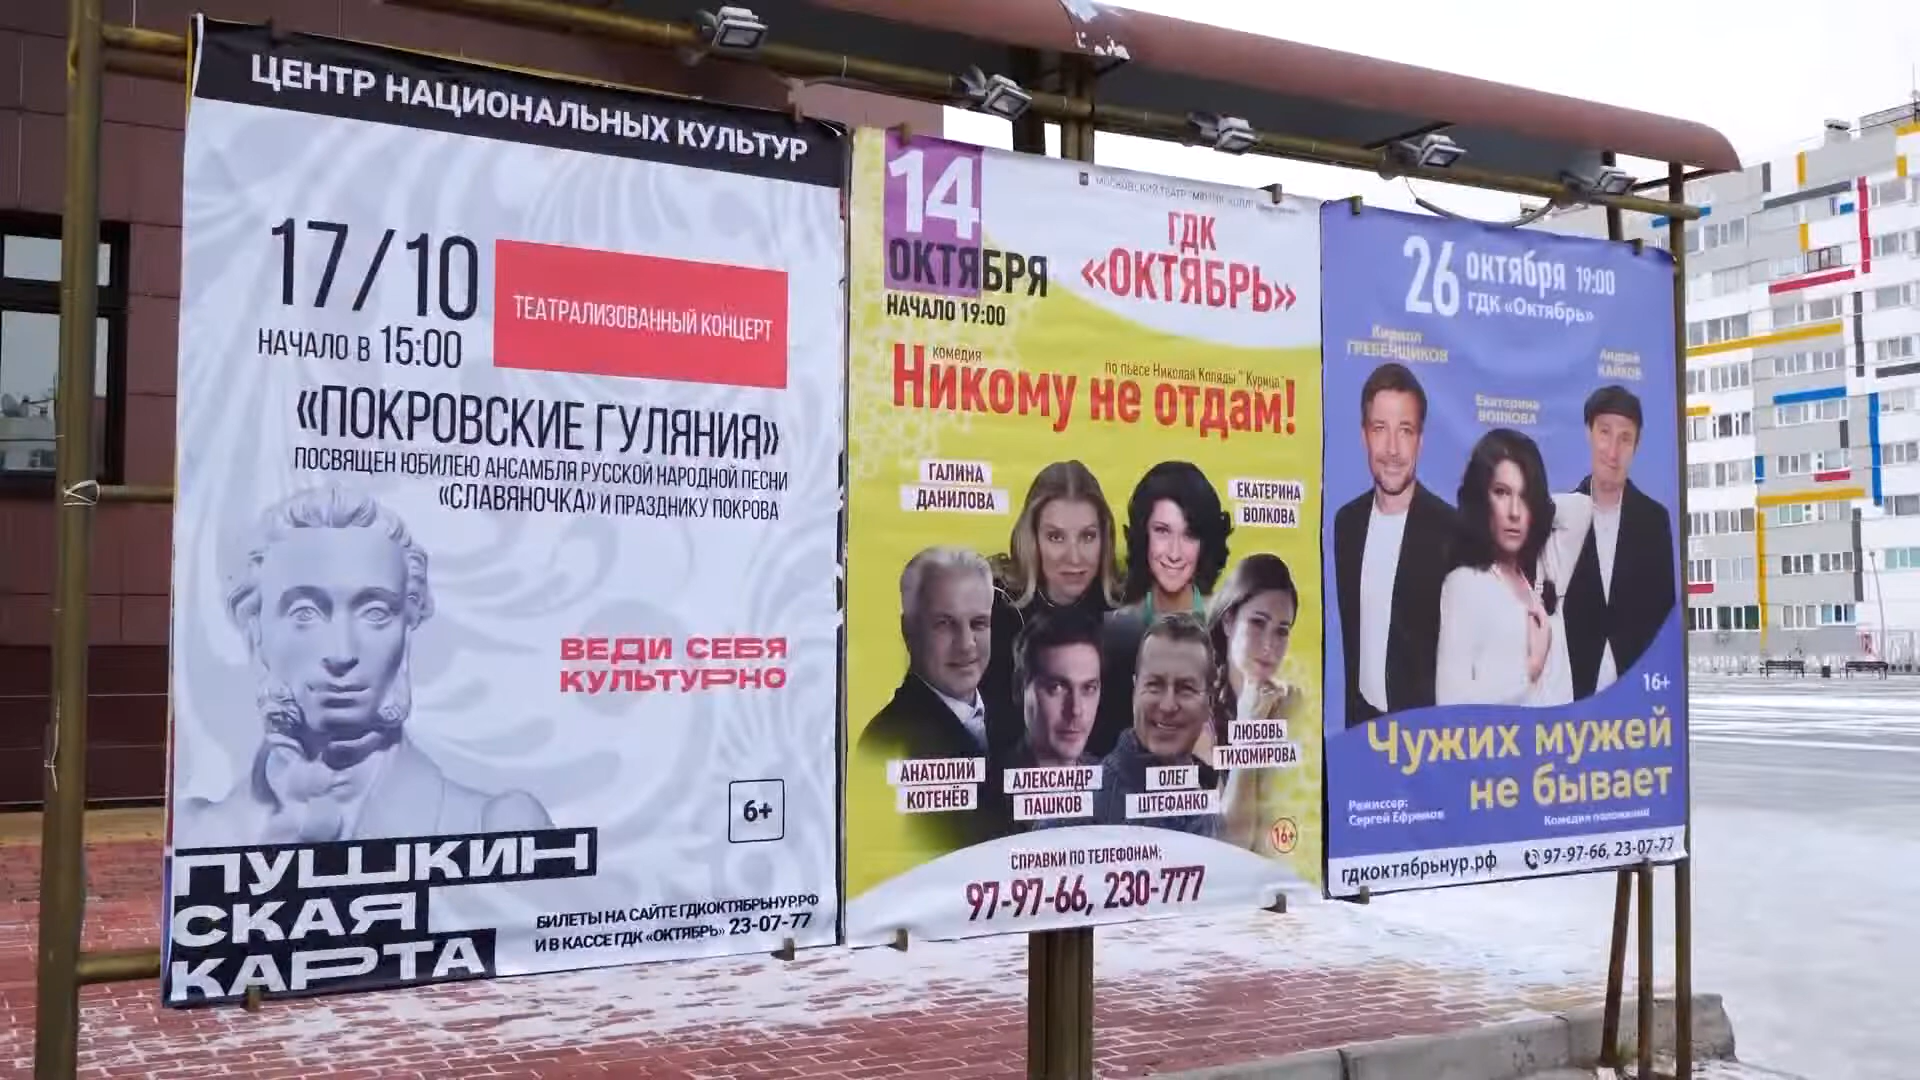 ЦЕНТР НАЦИОНАЛЬНЫХ КУЛЬТУР
17/10
НАЧАЛО В 15:00
ТЕАТРАЛИЗОВАННЫЙ КОНЦЕРТ
«ПОКРОВСКИЕ ГУЛЯНИЯ»
ПОСВЯЩЕН ЮБИЛЕЮ АНСАМБЛЯ РУССКОЙ НАРОДНОЙ ПЕСНИ
«СЛАВЯНОЧКА» И ПРАЗДНИКУ ПОКРОВА
ВЕДИ СЕБЯ
КУЛЬТУРНО
6+
ПУШКИН
СКАЯ
КАРТА
БИЛЕТЫ НА САЙТЕ ГДКОКТЯБРЬНУР.РФ
И В КАССЕ ГДК «ОКТЯБРЬ» 23-07-77
14
ОКТЯБРЯ
НАЧАЛО 19:00
МОСКОВСКИЙ ТЕАТР
ГДК
«ОКТЯБРЬ»
комедия
по пьесе Николая Коляды "Курица"
Никому не отдам!
ГАЛИНА
ДАНИЛОВА
ЕКАТЕРИНА
ВОЛКОВА
АНАТОЛИЙ
КОТЕНЁВ
АЛЕКСАНДР
ПАШКОВ
ОЛЕГ
ШТЕФАНКО
ЛЮБОВЬ
ТИХОМИРОВА
16+
СПРАВКИ ПО ТЕЛЕФОНАМ:
97-97-66, 230-777
26 октября 19:00
ГДК «Октябрь»
Кирилл
ГРЕБЕНЩИКОВ
Екатерина
ВОЛКОВА
Андрей
КАЙКОВ
16+
Чужих мужей
не бывает
Режиссер:
Сергей Ефремов
Комедия положений
гдкоктябрьнур.рф 97-97-66, 23-07-77